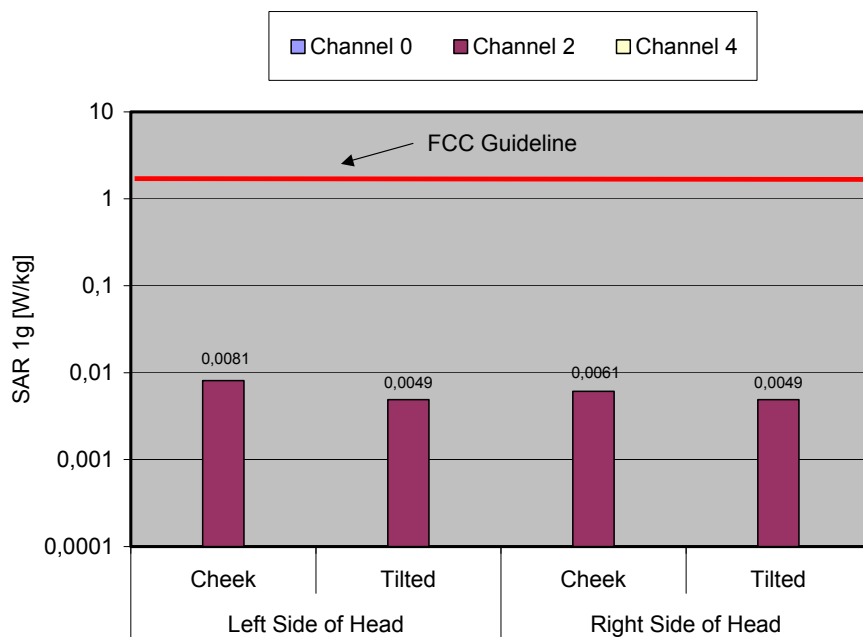 Channel 0 Channel 2 Channel 4
10
FCC Guideline
1
0,1
SAR 1g [W/kg]
0,01
0,0081
0,0049
0,0061
0,0049
0,001
0,0001
Cheek Tilted Cheek Tilted
Left Side of Head Right Side of Head